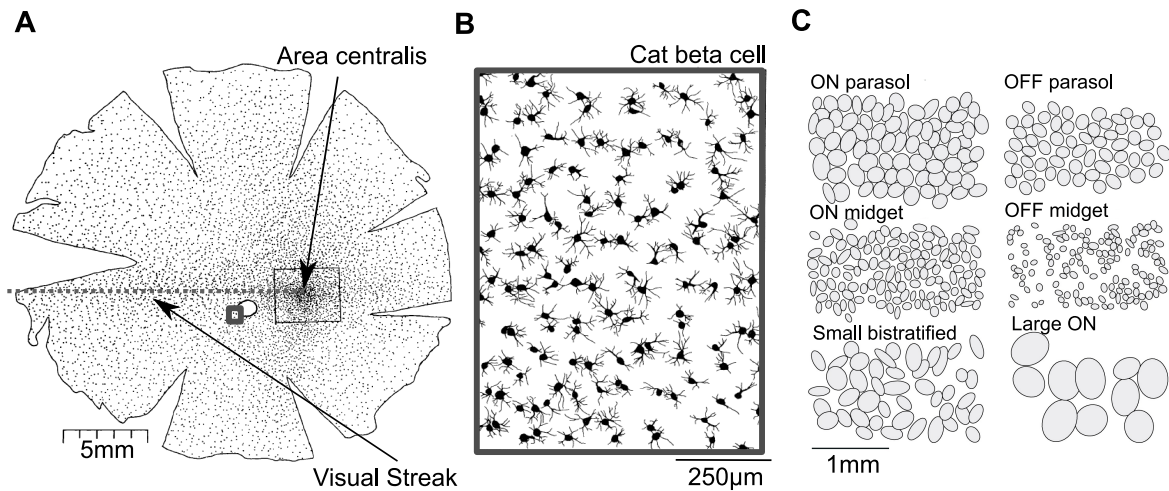 A
Area centralis
5mm
Visual Streak
B
Cat beta cell
250µm
C
ON parasol
OFF parasol
ON midget
OFF midget
Small bistratified
Large ON
1mm